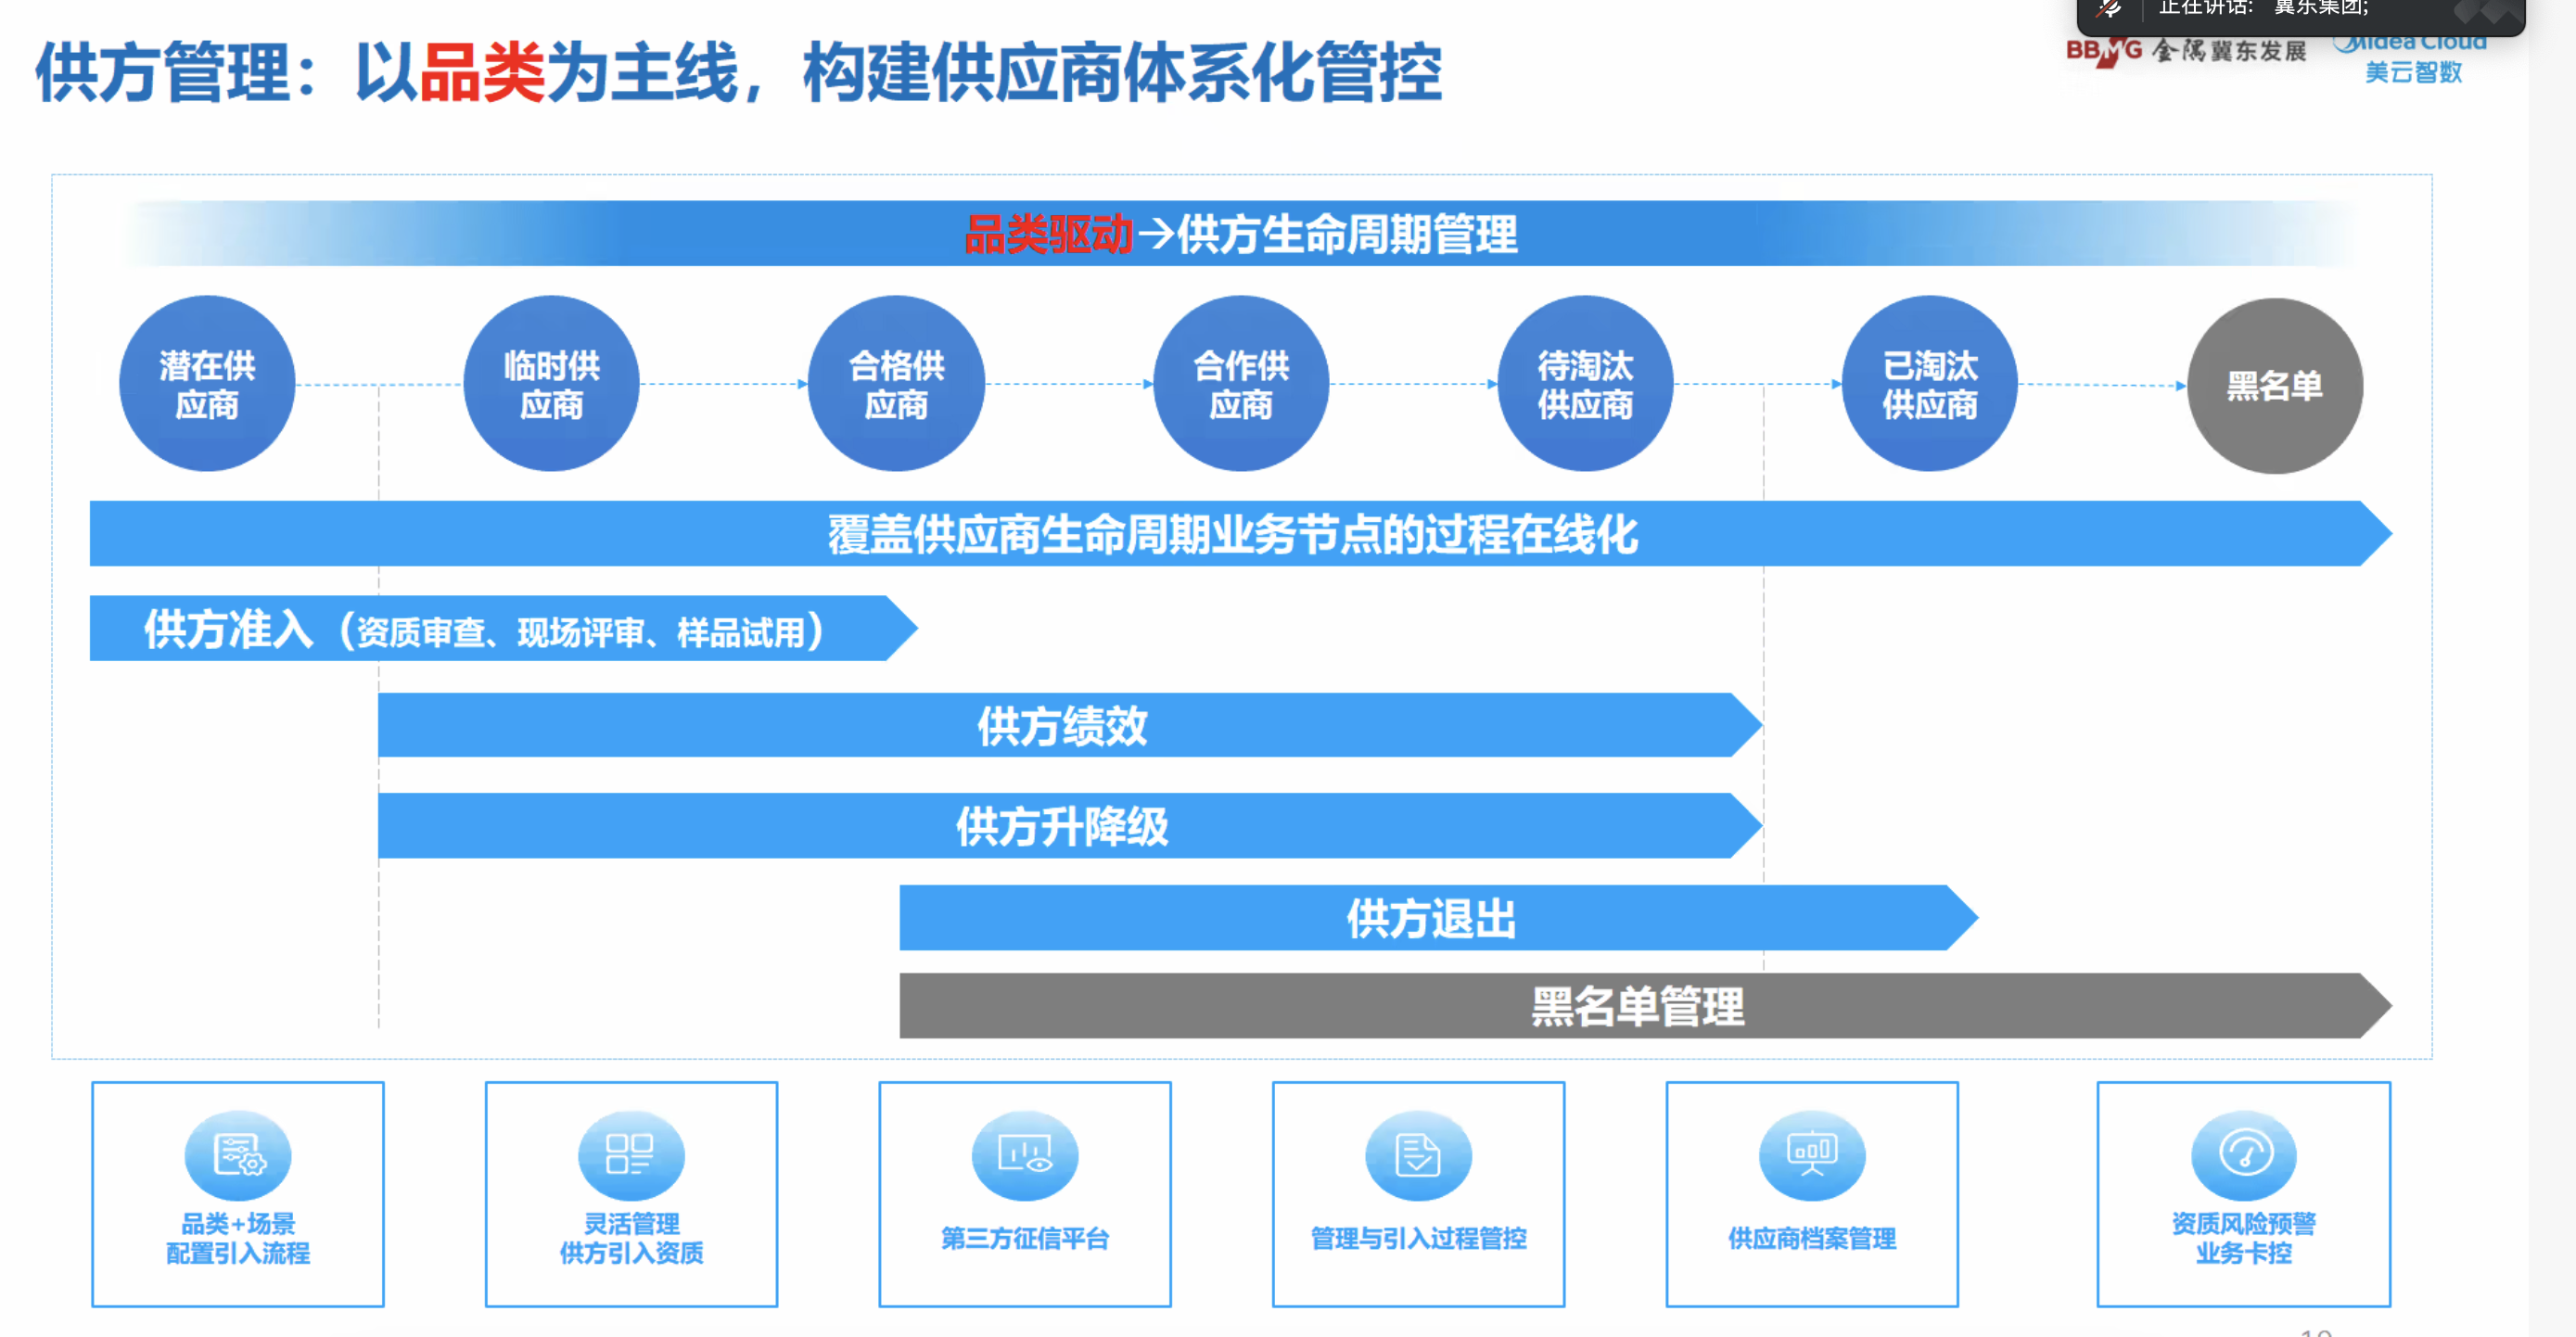 正在讲话: 冀东集团;
供方管理：以品类为主线，构建供应商体系化管控
BBMG 金隅冀东发展
Midea Cloud
美云智数
品类驱动→供方生命周期管理
潜在供
应商
临时供
应商
合格供
应商
合作供
应商
待淘汰
供应商
已淘汰
供应商
黑名单
覆盖供应商生命周期业务节点的过程在线化
供方准入（资质审查、现场评审、样品试用）
供方绩效
供方升降级
供方退出
黑名单管理
品类+场景
配置引入流程
灵活管理
供方引入资质
第三方征信平台
管理与引入过程管控
供应商档案管理
资质风险预警
业务卡控